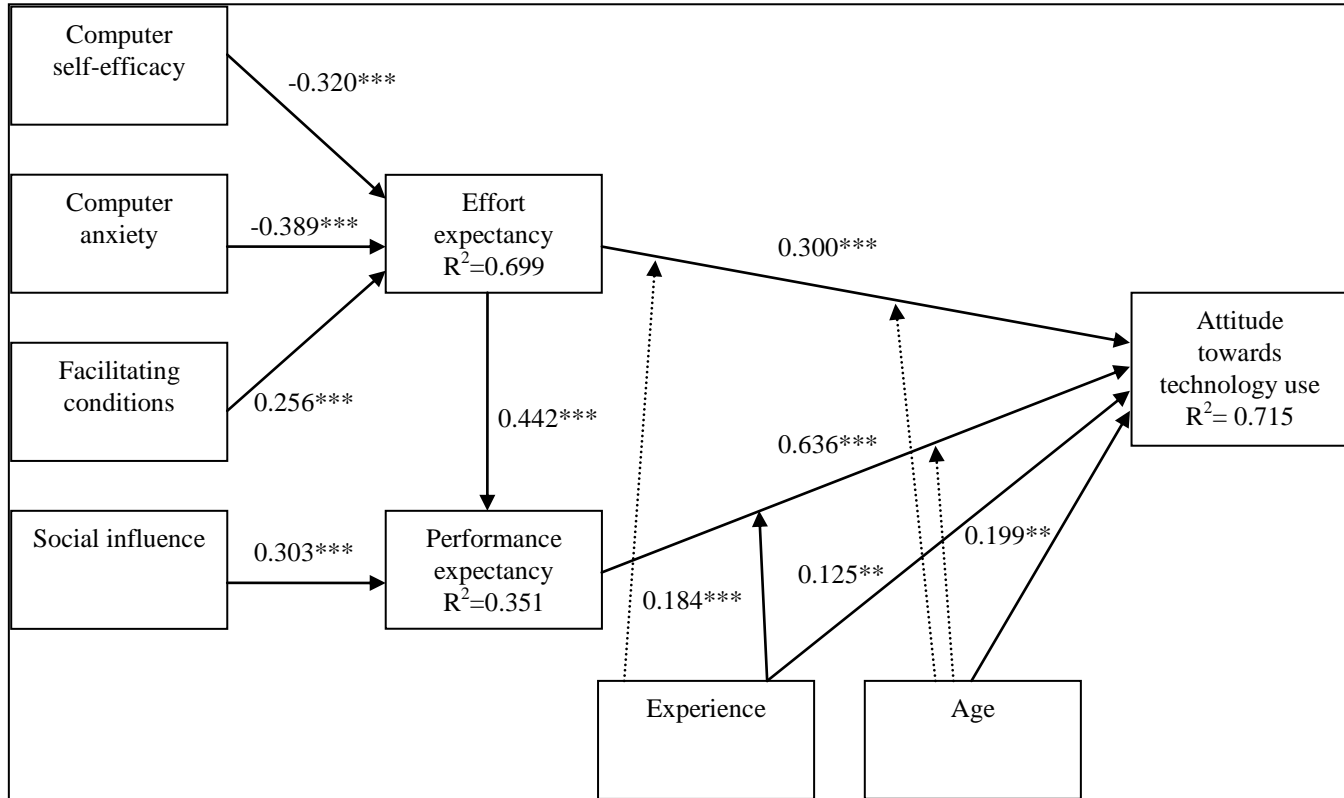 Computer
self-efficacy
-0.320***
Computer
anxiety
-0.389***
Effort
expectancy
R²=0.699
0.300***
Attitude
towards
technology use
R²= 0.715
Facilitating
conditions
0.256***
0.442***
0.636***
Social influence
0.303***
Performance
expectancy
R²=0.351
0.199**
0.125**
0.184***
Experience
Age